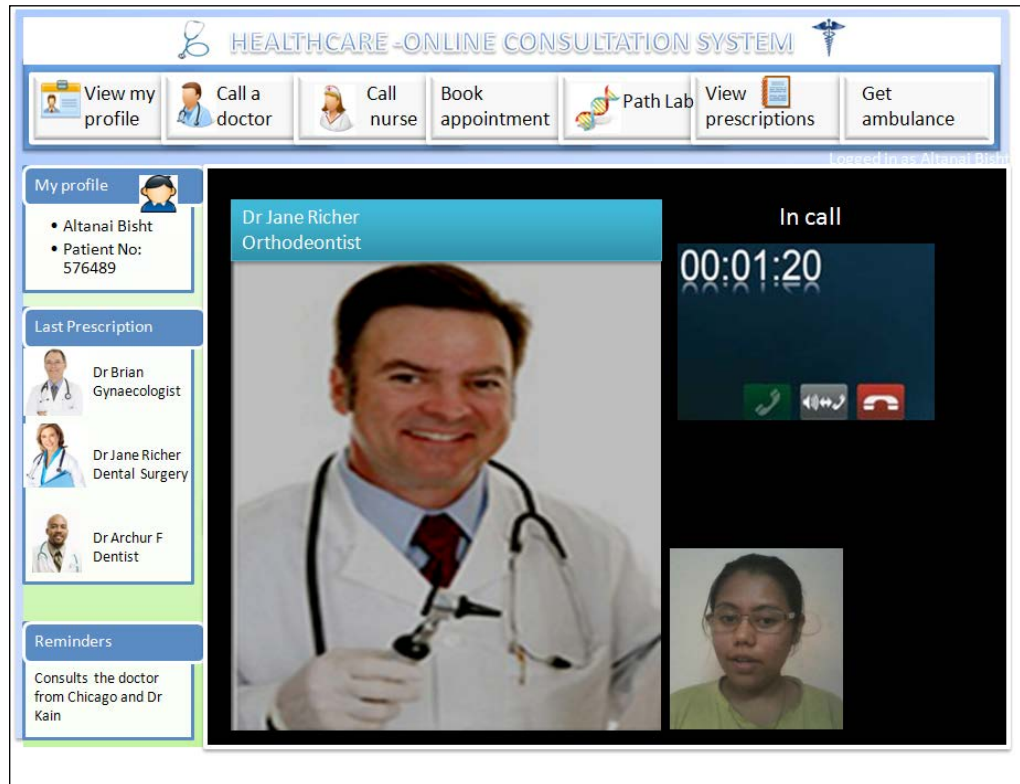 HEALTHCARE -ONLINE CONSULTATION SYSTEM
View my
profile
Call a
doctor
Call
nurse
Book
appointment
Path Lab
View
prescriptions
Get
ambulance
Logged in as Altanai Bisht
My profile
• Altanai Bisht
• Patient No:
576489
Last Prescription
Dr Brian
Gynaecologist
Dr Jane Richer
Dental Surgery
Dr Archur F
Dentist
Reminders
Consults the doctor
from Chicago and Dr
Kain
Dr Jane Richer
Orthodeontist
In call
00:01:20